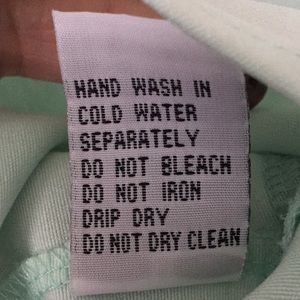 HAND WASH IN
COLD WATER
SEPARATELY
DO NOT BLEACH
DO NOT IRON
DRIP DRY
DO NOT DRY CLEAN